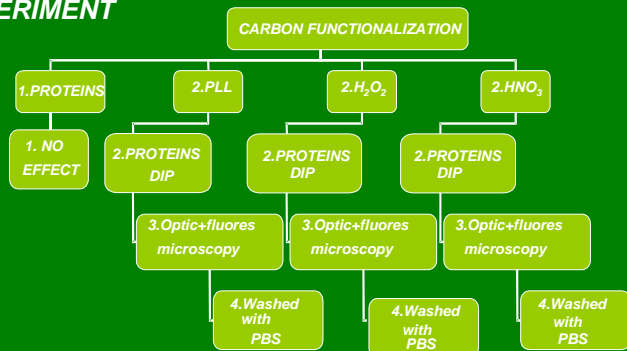 ERIMENT
CARBON FUNCTIONALIZATION
1.PROTEINS
2.PLL
2.H₂O₂
2.HNO₃
1. NO
EFFECT
2.PROTEINS
DIP
2.PROTEINS
DIP
2.PROTEINS
DIP
3.Optic+fluores
microscopy
3.Optic+fluores
microscopy
3.Optic+fluores
microscopy
4.Washed
with
PBS
4.Washed
with
PBS
4.Washed
with
PBS